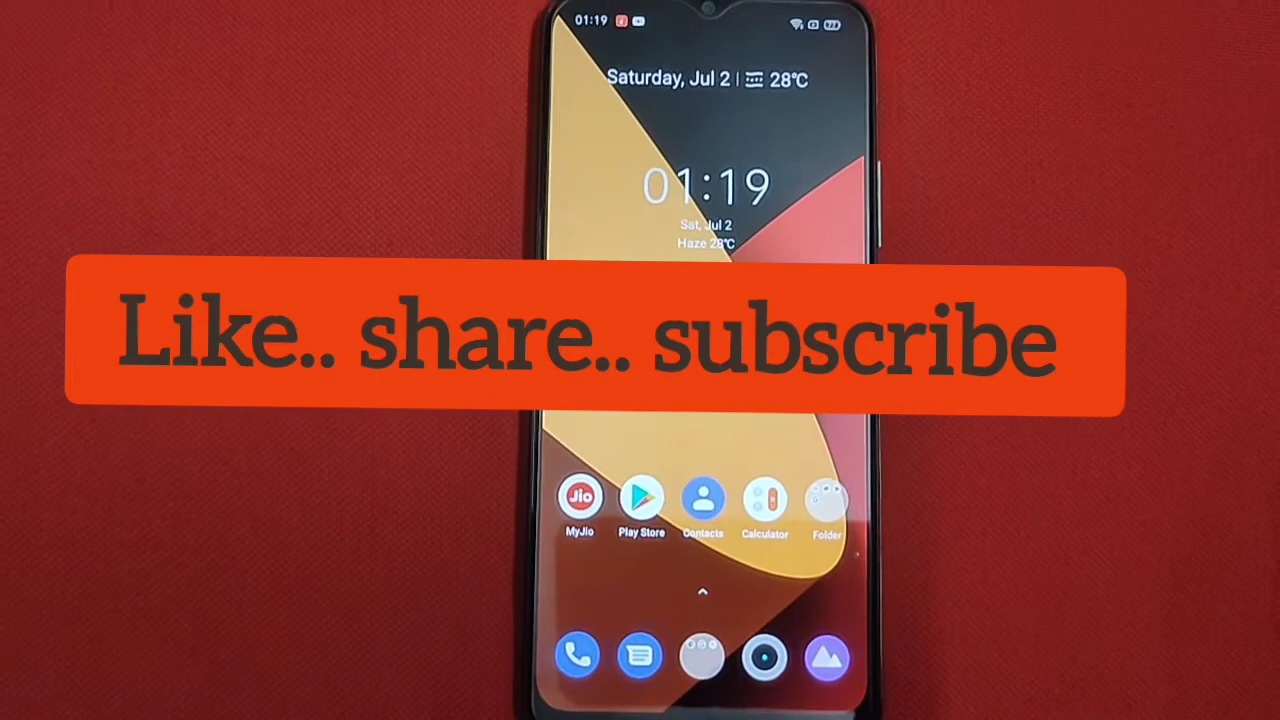 01:19
Saturday, Jul 2 | 28°C
01:19
Sat, Jul 2
Haze 28°C
Like.. share.. subscribe
Jio
MyJio Play Store Contacts Calculator Folder